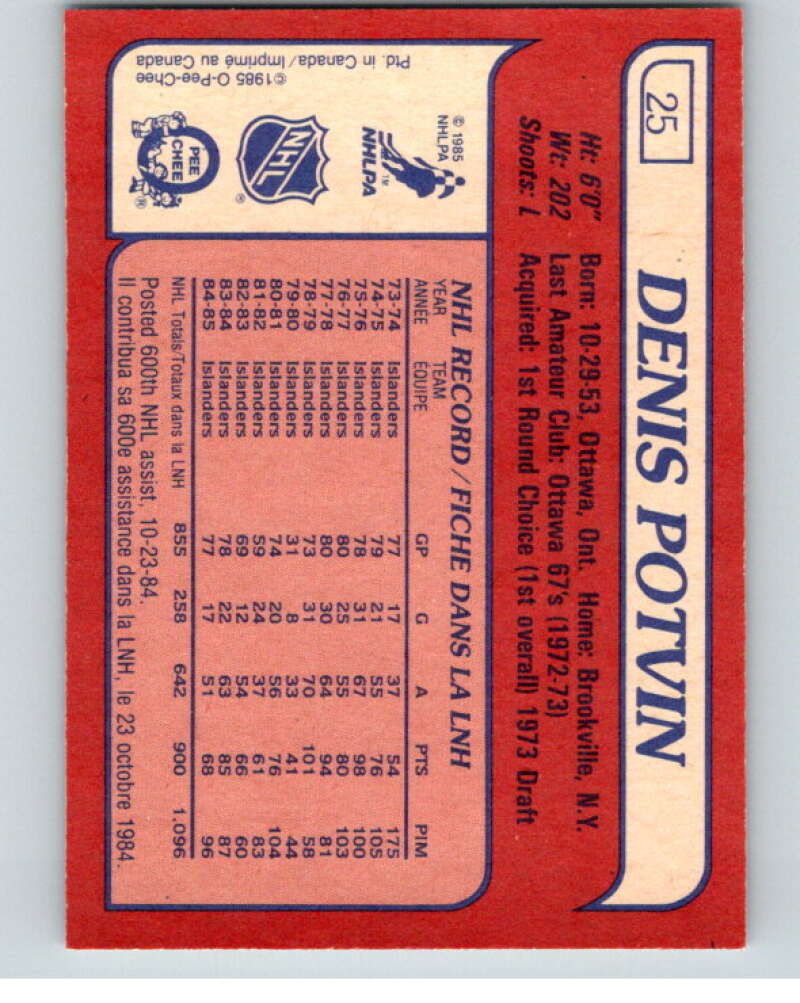 25
DENIS POTVIN
Ht: 6'0" Born: 10-29-53, Ottawa, Ont. Home: Brookville, N.Y.
Wt: 202 Last Amateur Club: Ottawa 67's (1972-73)
Shoots: L Acquired: 1st Round Choice (1st overall) 1973 Draft
© 1985
NHLPA
NHLPA
TM
NHL
®
O
PEE
CHEE
®
©1985 O-Pee-Chee
Ptd. in Canada/Imprimé au Canada
NHL RECORD/FICHE DANS LA LNH
YEAR TEAM
ANNÉE ÉQUIPE GP G A PTS PIM
73-74 Islanders 77 17 37 54 175
74-75 Islanders 79 21 55 76 105
75-76 Islanders 78 31 67 98 100
76-77 Islanders 80 25 55 80 103
77-78 Islanders 80 30 64 94 81
78-79 Islanders 73 31 70 101 58
79-80 Islanders 31 8 33 41 44
80-81 Islanders 74 20 56 76 104
81-82 Islanders 59 24 37 61 83
82-83 Islanders 69 12 54 66 60
83-84 Islanders 78 22 63 85 87
84-85 Islanders 77 17 51 68 96
NHL Totals/Totaux dans la LNH 855 258 642 900 1.096
Posted 600th NHL assist, 10-23-84.
Il contribua sa 600e assistance dans la LNH, le 23 octobre 1984.